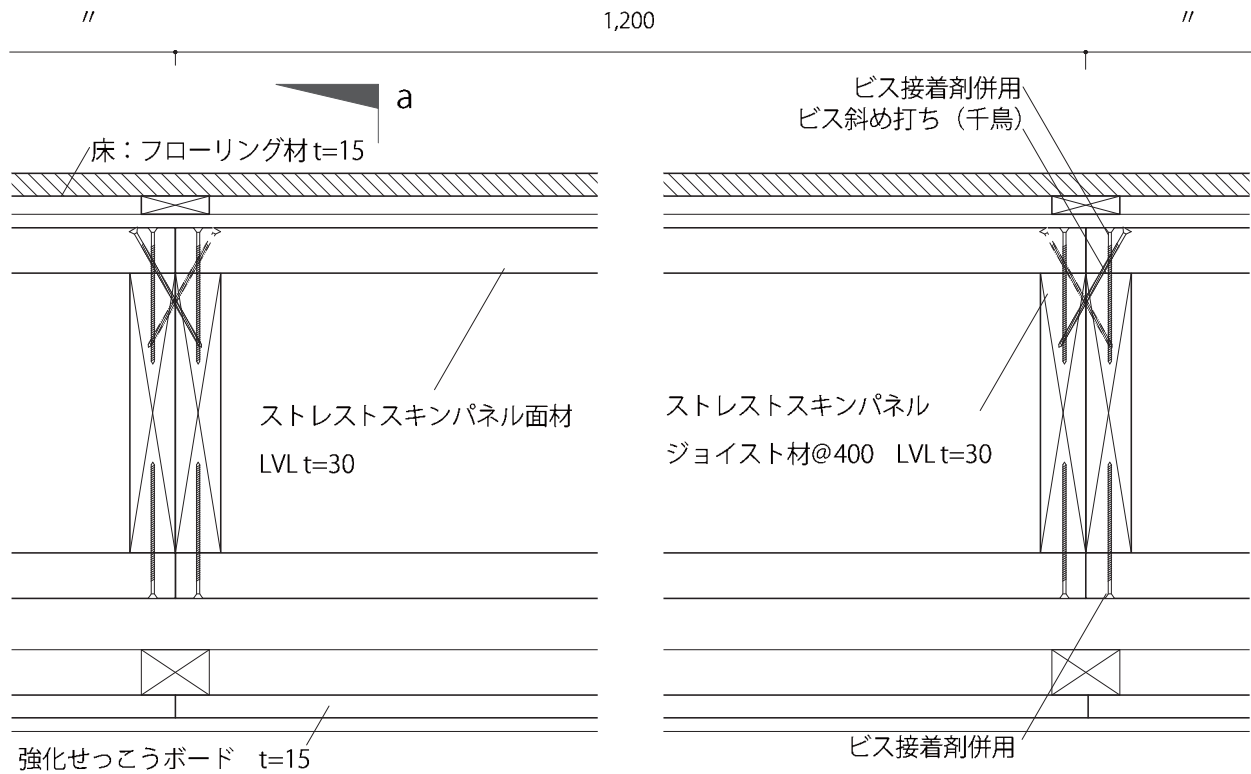 〃 1,200 〃
a
ビス接着剤併用
ビス斜め打ち（千鳥）
床：フローリング材 t=15
ストレストスキンパネル面材
LVL t=30
ストレストスキンパネル
ジョイスト材@400 LVL t=30
強化せっこうボード t=15
ビス接着剤併用